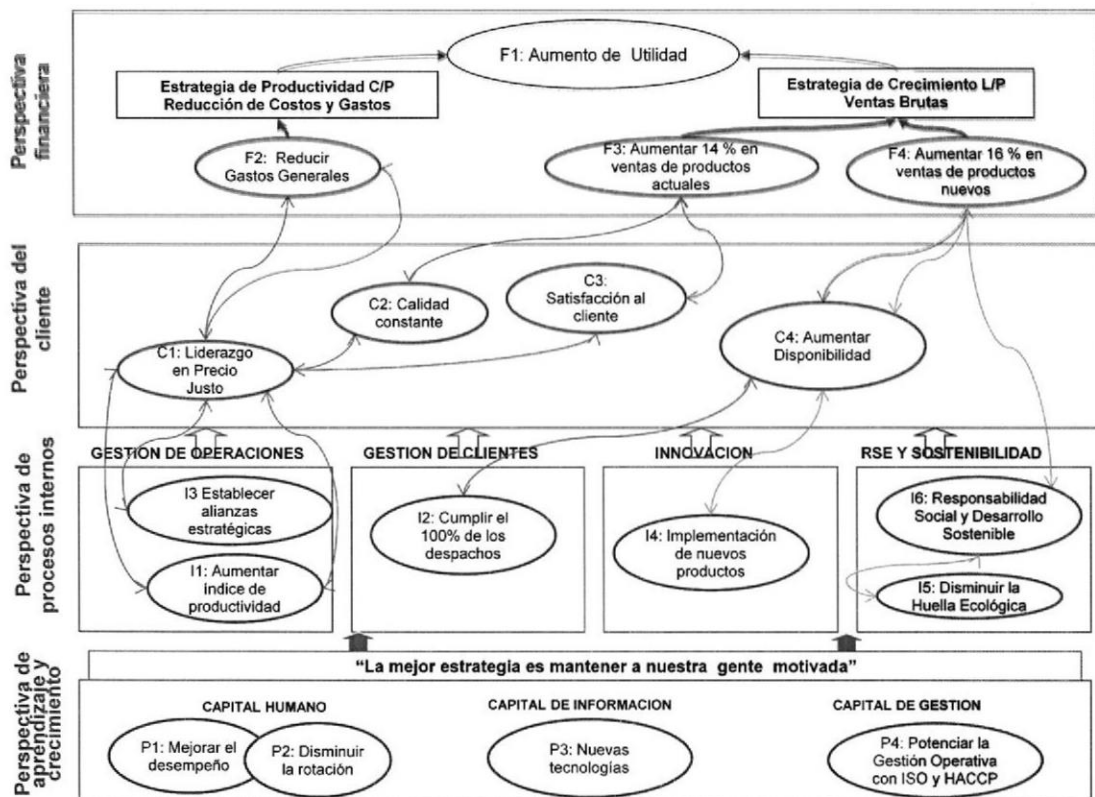 Perspectiva
financiera
F1: Aumento de Utilidad
Estrategia de Productividad C/P
Reducción de Costos y Gastos
Estrategia de Crecimiento L/P
Ventas Brutas
F2: Reducir
Gastos Generales
F3: Aumentar 14 % en
ventas de productos
actuales
F4: Aumentar 16 % en
ventas de productos
nuevos
Perspectiva del
cliente
C1: Liderazgo
en Precio
Justo
C2: Calidad
constante
C3:
Satisfacción al
cliente
C4: Aumentar
Disponibilidad
Perspectiva de
procesos internos
GESTION DE OPERACIONES
I3 Establecer
alianzas
estratégicas
I1: Aumentar
índice de
productividad
GESTION DE CLIENTES
I2: Cumplir el
100% de los
despachos
INNOVACION
I4: Implementación
de nuevos
productos
RSE Y SOSTENIBILIDAD
I6: Responsabilidad
Social y Desarrollo
Sostenible
I5: Disminuir la
Huella Ecológica
Perspectiva de
aprendizaje y
crecimiento
“La mejor estrategia es mantener a nuestra gente motivada”
CAPITAL HUMANO
P1: Mejorar el
desempeño
P2: Disminuir
la rotación
CAPITAL DE INFORMACION
P3: Nuevas
tecnologías
CAPITAL DE GESTION
P4: Potenciar la
Gestión Operativa
con ISO y HACCP